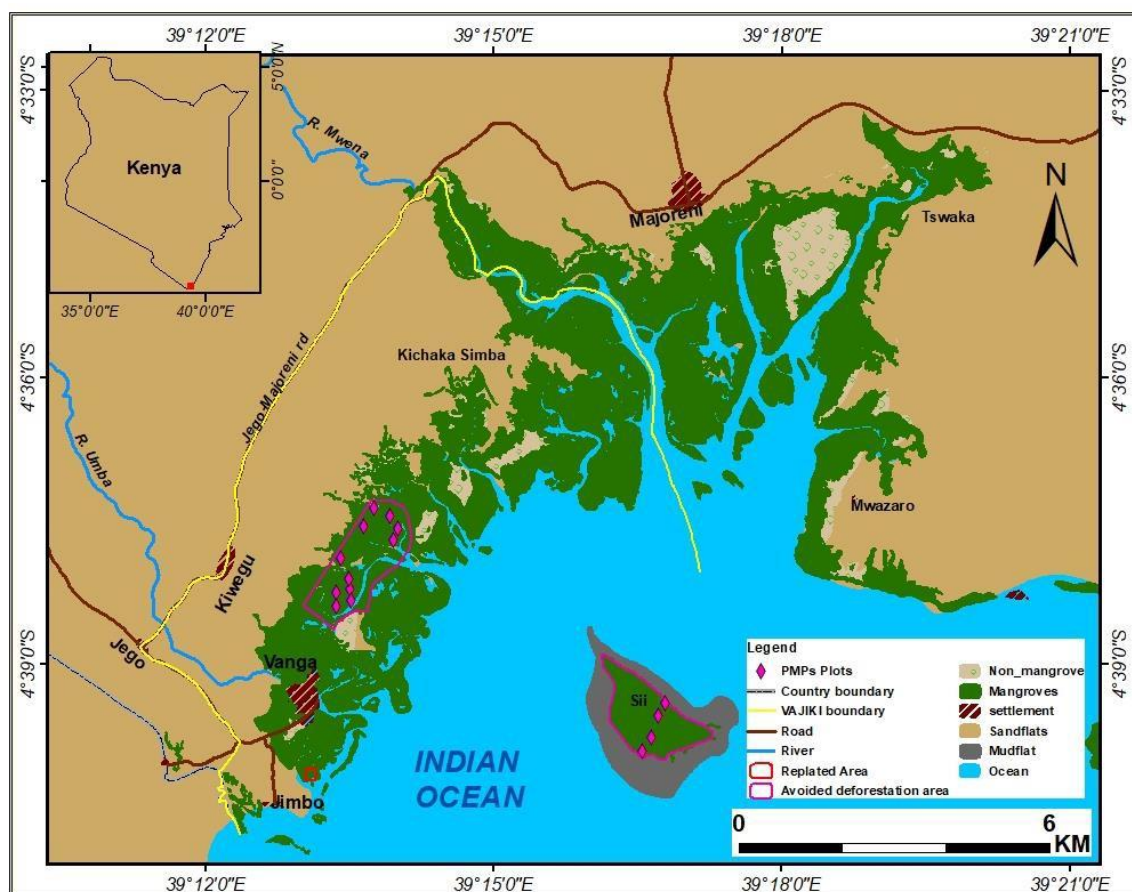 39°12'0"E
39°15'0"E
39°18'0"E
39°21'0"E
4°33'0"S
4°33'0"S
5°0'0"N
0°0'0"
Kenya
35°0'0"E
40°0'0"E
R. Mwena
Majoreni
Tswaka
N
Jego-Majoreni rd
Kichaka Simba
4°36'0"S
4°36'0"S
R. Umba
Mwazaro
Kiwegu
Jego
Vanga
4°39'0"S
4°39'0"S
Sii
INDIAN
OCEAN
Jimbo
Legend
PMPs Plots
Country boundary
VAJIKI boundary
Road
River
Replated Area
Avoided deforestation area
Non_mangrove
Mangroves
settlement
Sandflats
Mudflat
Ocean
0
6
KM
39°12'0"E
39°15'0"E
39°18'0"E
39°21'0"E